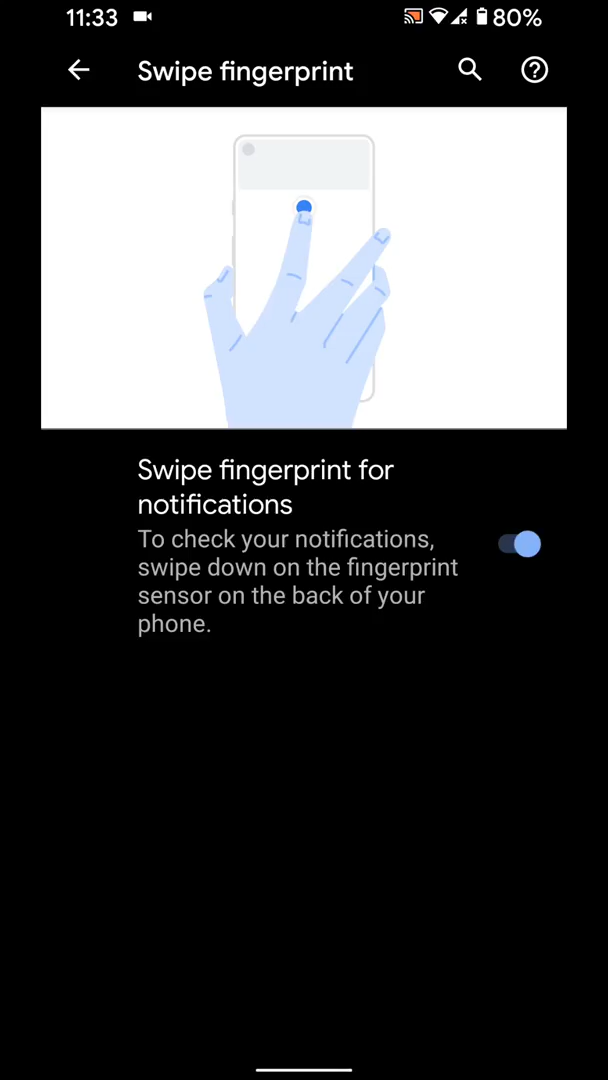 11:33
80%
Swipe fingerprint
Swipe fingerprint for
notifications
To check your notifications,
swipe down on the fingerprint
sensor on the back of your
phone.